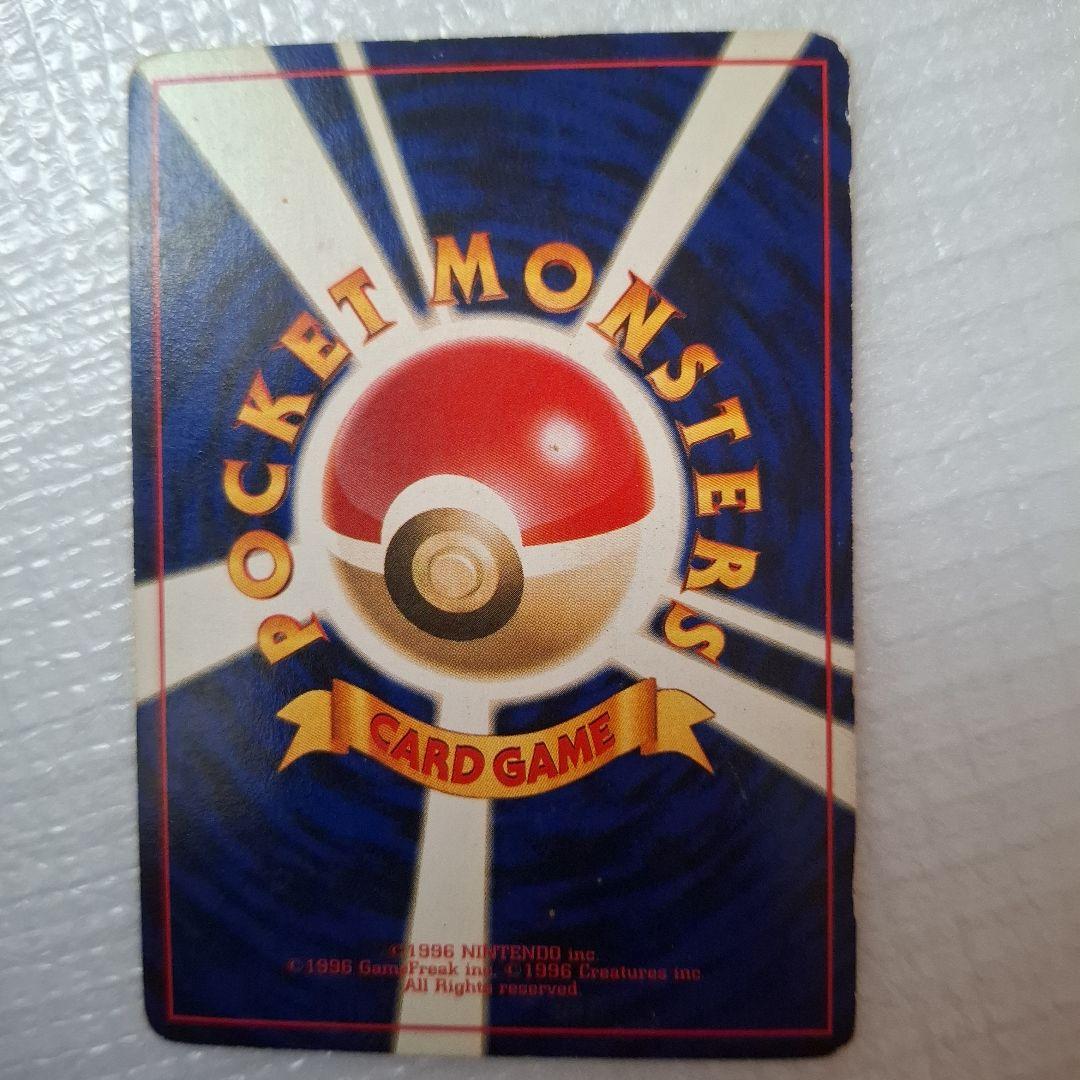 POCKET MONSTERS
CARD GAME
©1996 NINTENDO inc.
©1996 GameFreak inc. ©1996 Creatures inc.
All Rights reserved.